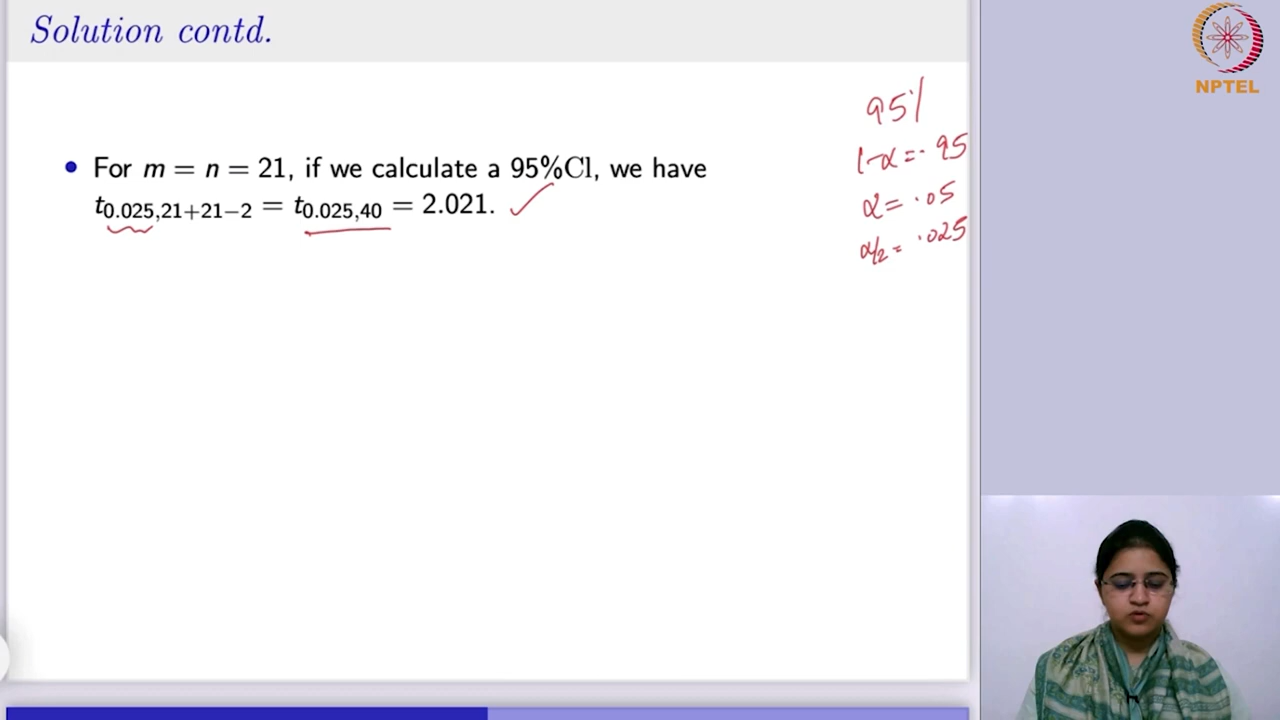 Solution contd.
NPTEL
95%
1-α = .95
α = .05
α/2 = .025
• For m = n = 21, if we calculate a 95%CI, we have
t0.025,21+21−2 = t0.025,40 = 2.021.